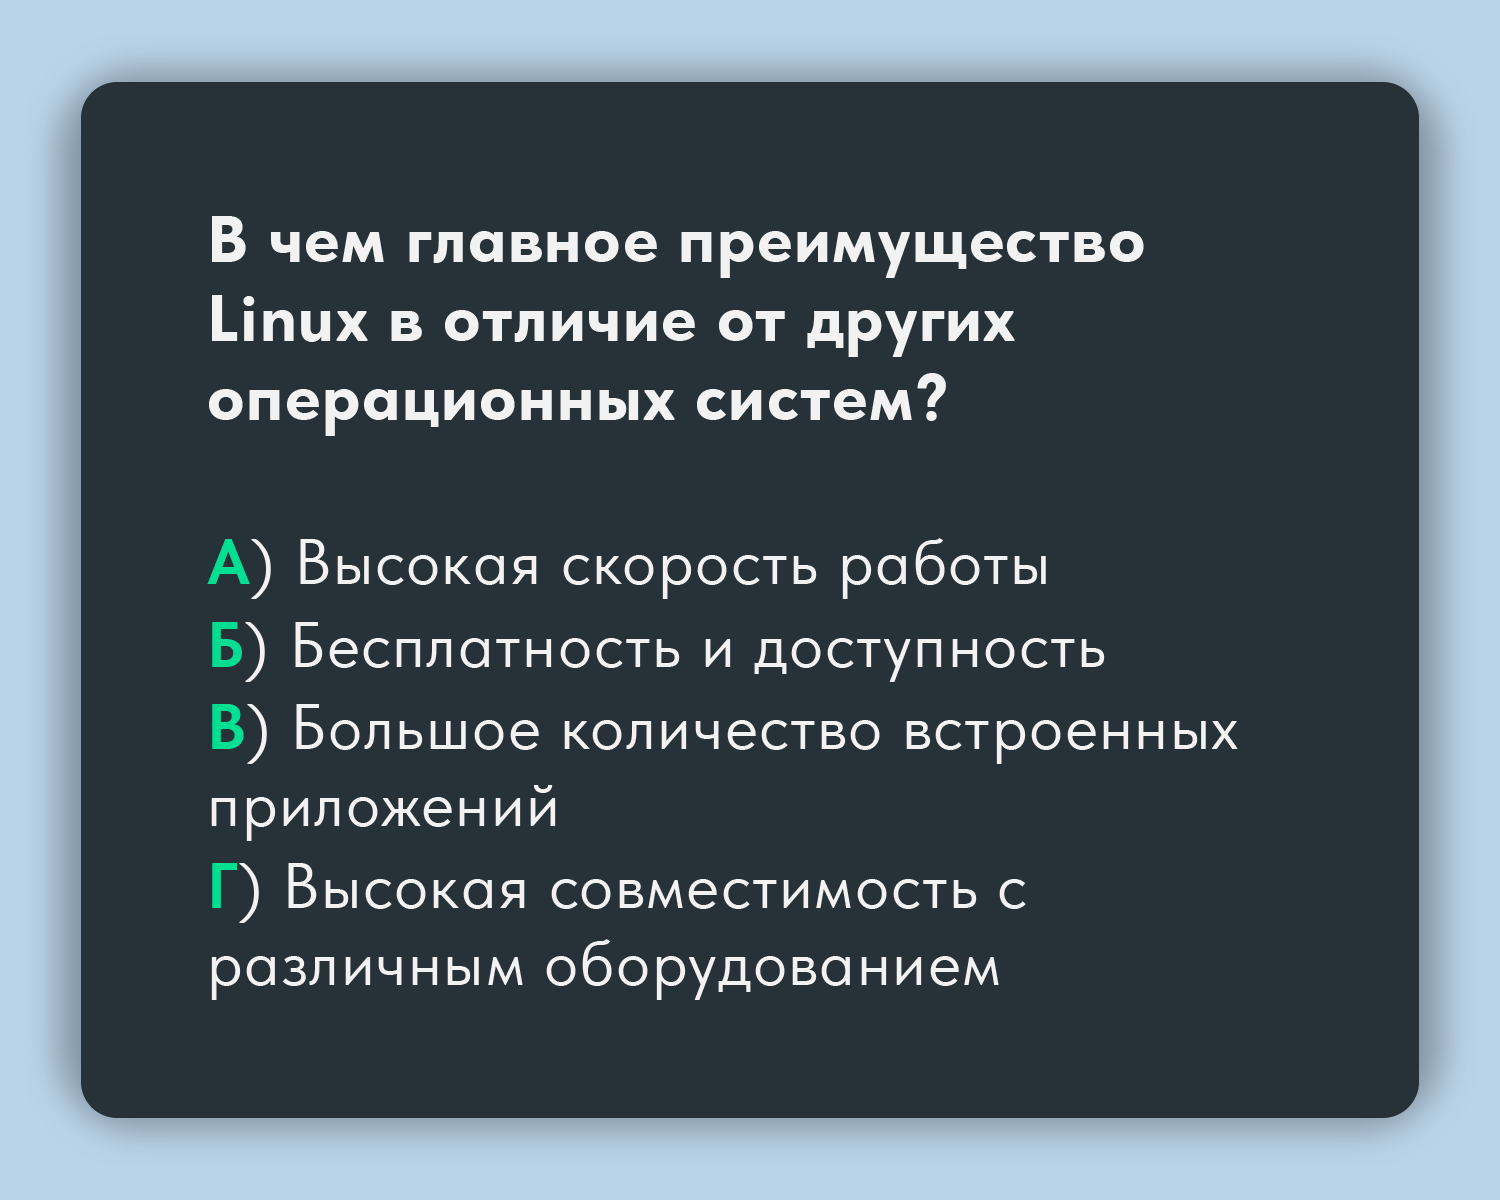 В чем главное преимущество
Linux в отличие от других
операционных систем?
А) Высокая скорость работы
Б) Бесплатность и доступность
В) Большое количество встроенных
приложений
Г) Высокая совместимость с
различным оборудованием